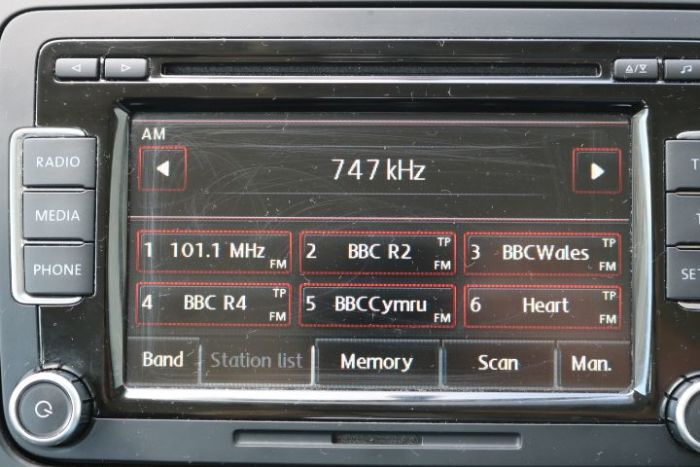 AM
747 kHz
RADIO
MEDIA
PHONE
1 101.1 MHz FM
2 BBC R2 TP FM
3 BBCWales TP FM
4 BBC R4 TP FM
5 BBCCymru TP FM
6 Heart TP FM
Band Station list Memory Scan Man.